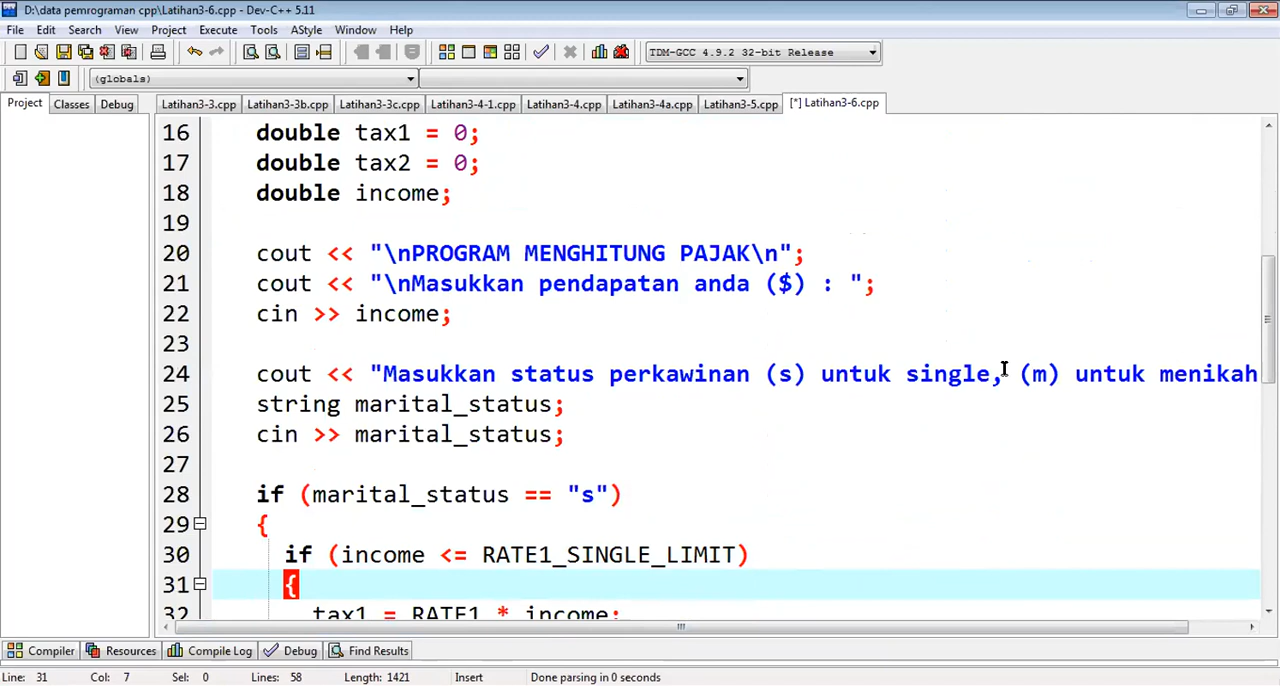 D:\data pemrograman cpp\Latihan3-6.cpp - Dev-C++ 5.11
File Edit Search View Project Execute Tools AStyle Window Help
TDM-GCC 4.9.2 32-bit Release
(globals)
Project Classes Debug Latihan3-3.cpp Latihan3-3b.cpp Latihan3-3c.cpp Latihan3-4-1.cpp Latihan3-4.cpp Latihan3-4a.cpp Latihan3-5.cpp [*] Latihan3-6.cpp
16 double tax1 = 0;
17 double tax2 = 0;
18 double income;
19
20 cout << "\nPROGRAM MENGHITUNG PAJAK\n";
21 cout << "\nMasukkan pendapatan anda ($) : ";
22 cin >> income;
23
24 cout << "Masukkan status perkawinan (s) untuk single, (m) untuk menikah
25 string marital_status;
26 cin >> marital_status;
27
28 if (marital_status == "s")
29 {
30 if (income <= RATE1_SINGLE_LIMIT)
31 {
32 tax1 = RATE1 * income;
Compiler Resources Compile Log Debug Find Results
Line: 31 Col: 7 Sel: 0 Lines: 58 Length: 1421 Insert Done parsing in 0 seconds